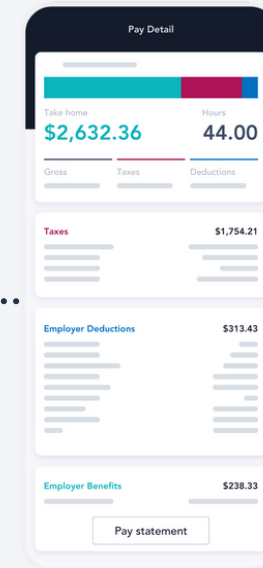 Pay Detail
Take home Hours
$2,632.36 44.00
Gross Taxes Deductions
Taxes $1,754.21
Employer Deductions $313.43
Employer Benefits $238.33
Pay statement